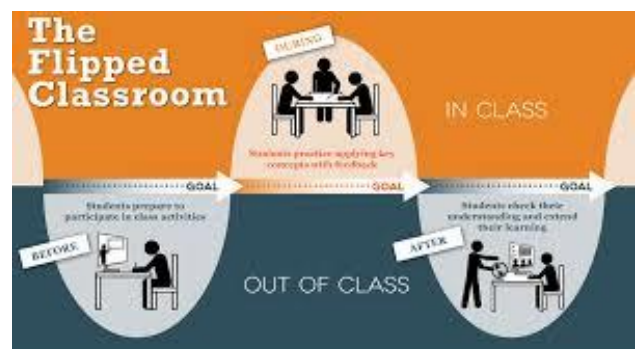 The
Flipped
Classroom
DURING
IN CLASS
Students practice applying key
concepts with feedback
GOAL
GOAL
GOAL
Students prepare to
participate in class activities
Students check their
understanding and extend
their learning
BEFORE
AFTER
OUT OF CLASS